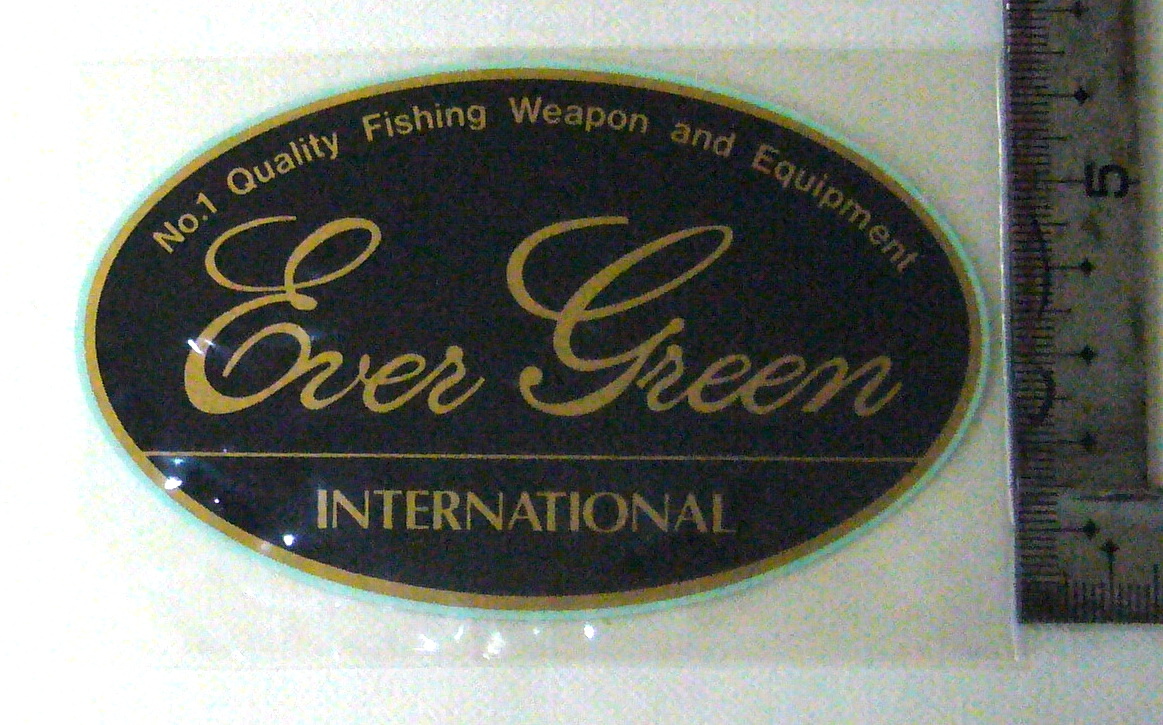 No.1 Quality Fishing Weapon and Equipment
Ever Green
INTERNATIONAL
5